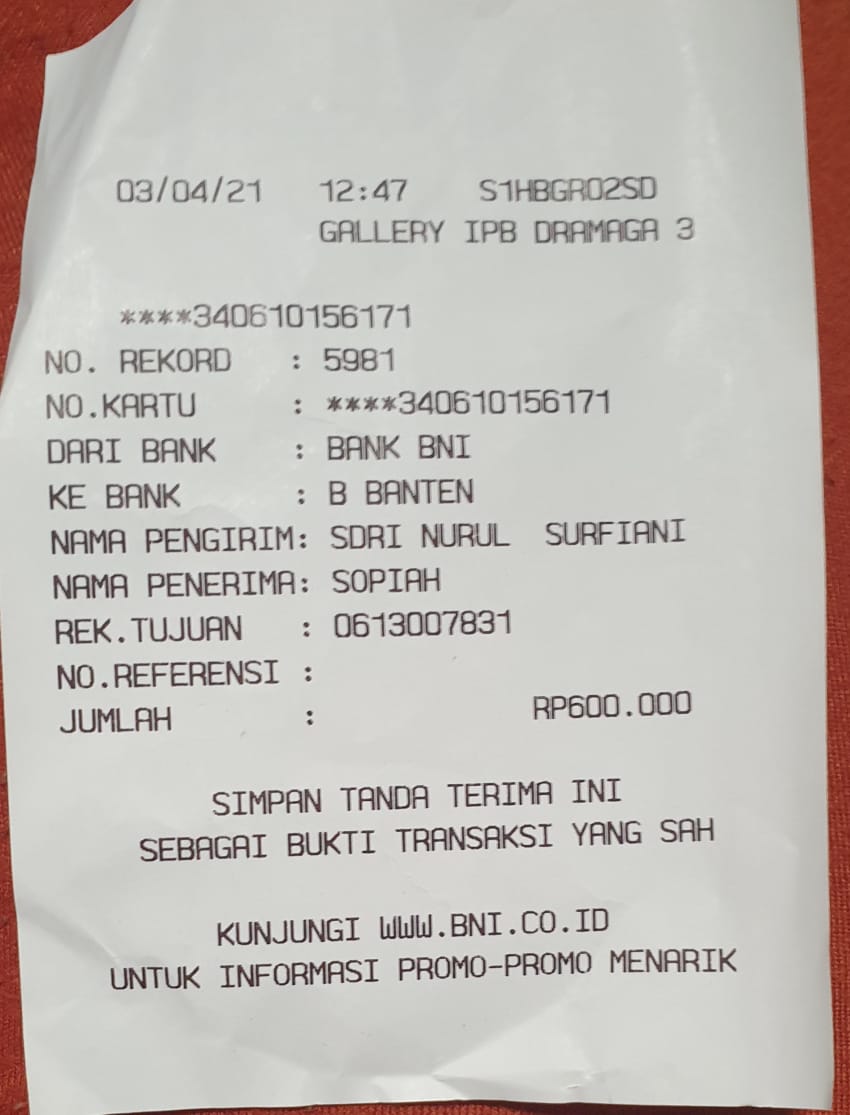 03/04/21 12:47 S1HBGR02SD
GALLERY IPB DRAMAGA 3
****340610156171
NO. REKORD : 5981
NO.KARTU : ****340610156171
DARI BANK : BANK BNI
KE BANK : B BANTEN
NAMA PENGIRIM: SDRI NURUL SURFIANI
NAMA PENERIMA: SOPIAH
REK.TUJUAN : 0613007831
NO.REFERENSI :
JUMLAH : RP600.000
SIMPAN TANDA TERIMA INI
SEBAGAI BUKTI TRANSAKSI YANG SAH
KUNJUNGI WWW.BNI.CO.ID
UNTUK INFORMASI PROMO-PROMO MENARIK